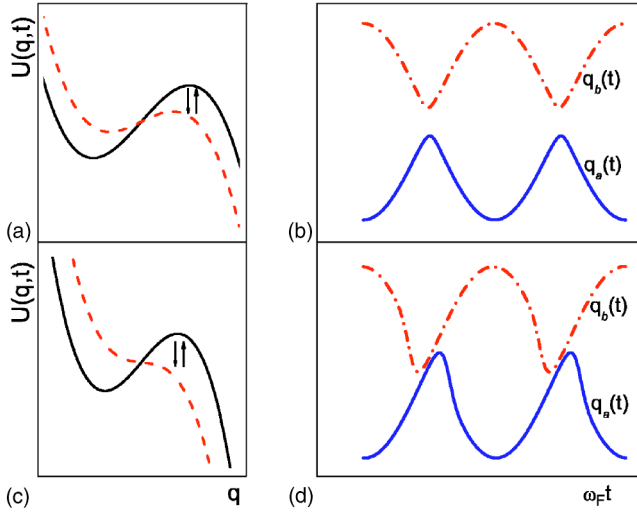 U(q,t)
(a)
q_b(t)
q_a(t)
(b)
U(q,t)
(c)
q
q_b(t)
q_a(t)
(d)
ω_F t